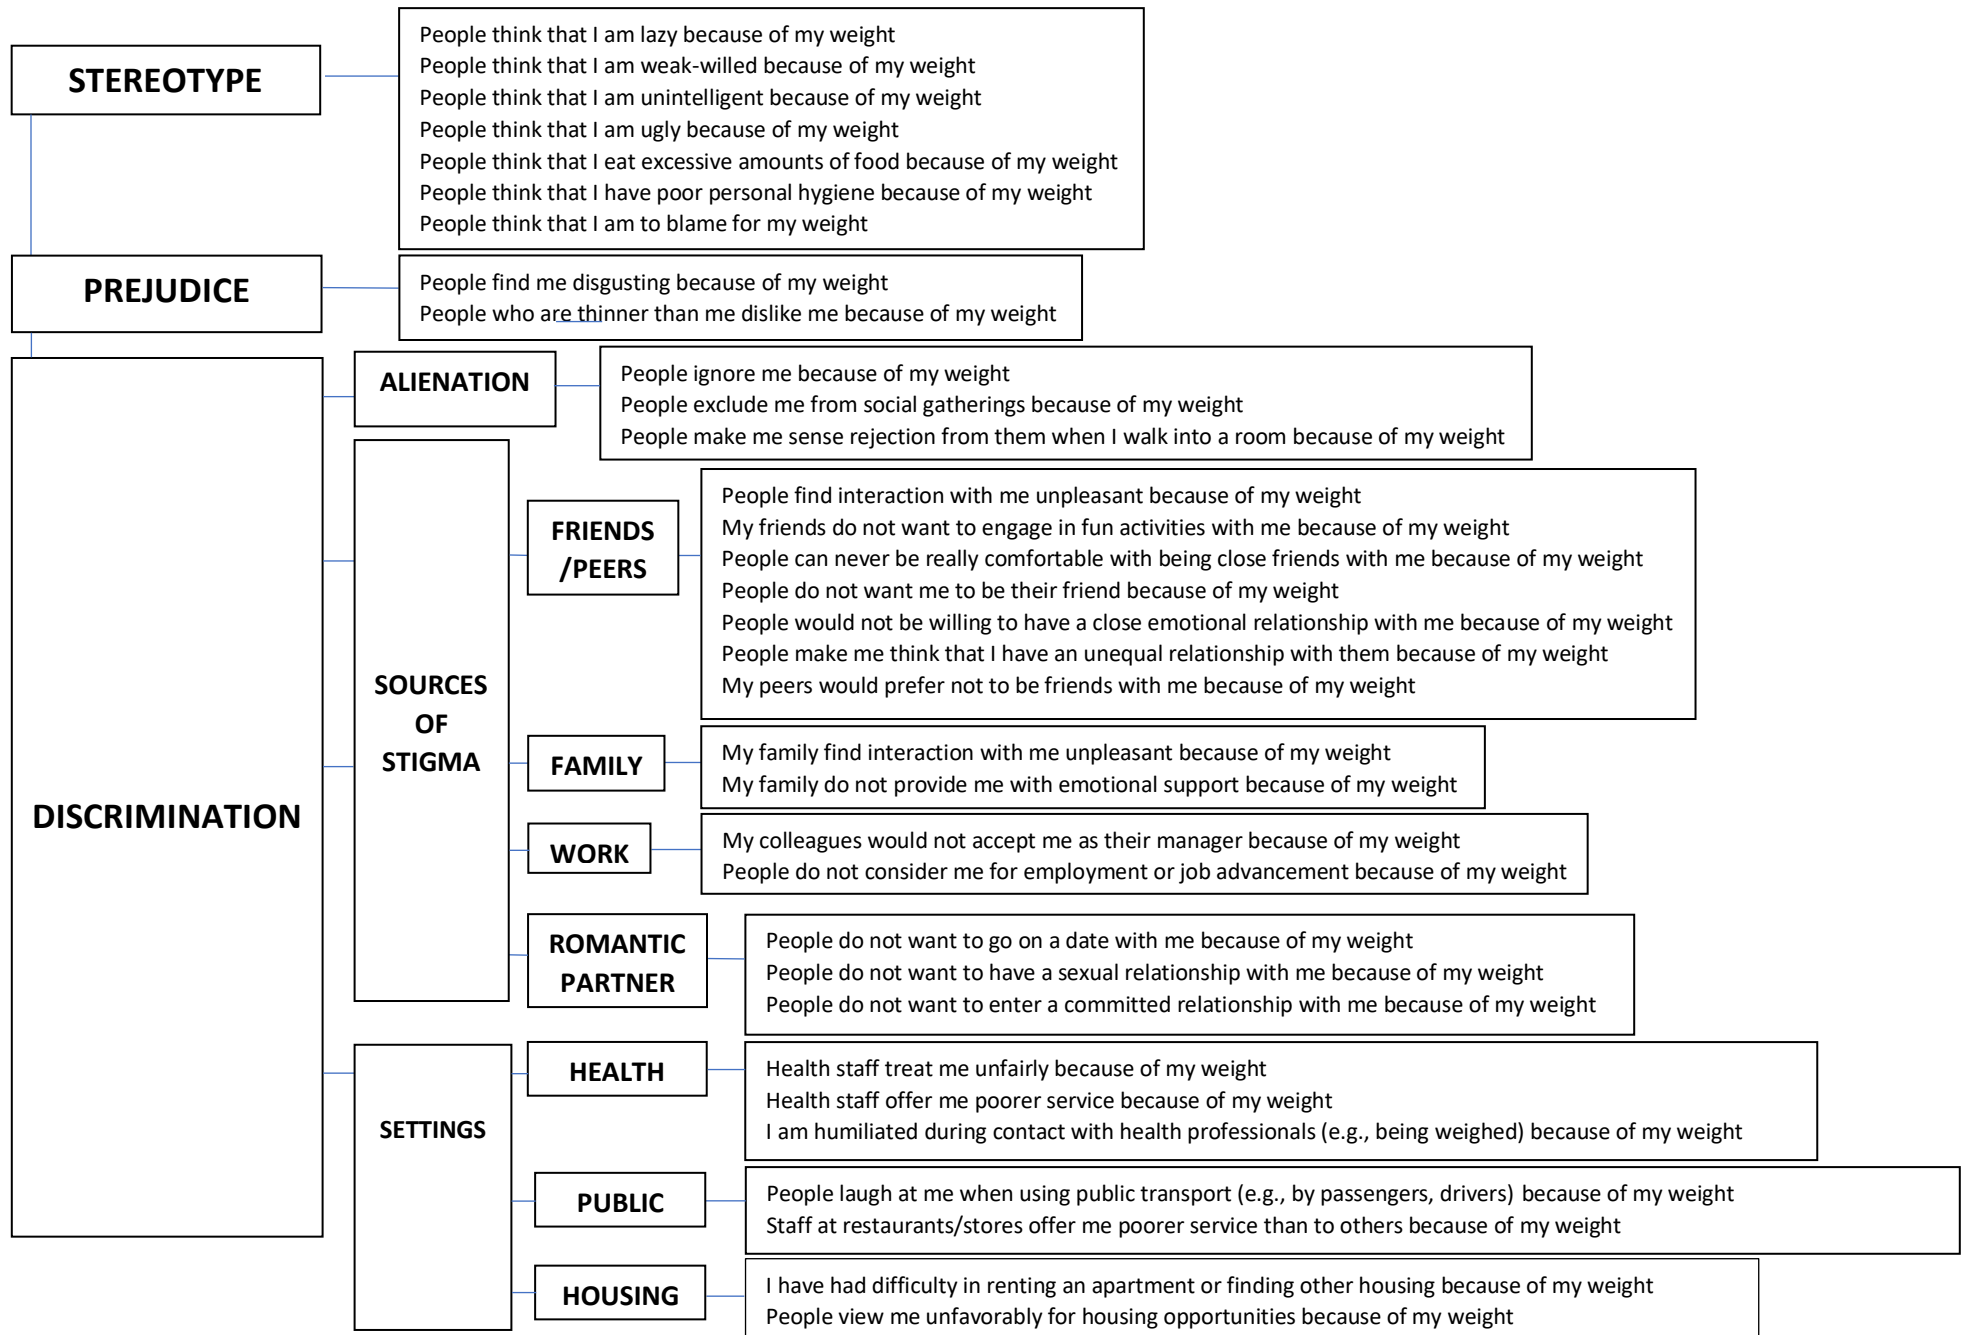 STEREOTYPE
People think that I am lazy because of my weight
People think that I am weak-willed because of my weight
People think that I am unintelligent because of my weight
People think that I am ugly because of my weight
People think that I eat excessive amounts of food because of my weight
People think that I have poor personal hygiene because of my weight
People think that I am to blame for my weight
PREJUDICE
People find me disgusting because of my weight
People who are thinner than me dislike me because of my weight
DISCRIMINATION
ALIENATION
People ignore me because of my weight
People exclude me from social gatherings because of my weight
People make me sense rejection from them when I walk into a room because of my weight
SOURCES
OF
STIGMA
FRIENDS
/PEERS
People find interaction with me unpleasant because of my weight
My friends do not want to engage in fun activities with me because of my weight
People can never be really comfortable with being close friends with me because of my weight
People do not want me to be their friend because of my weight
People would not be willing to have a close emotional relationship with me because of my weight
People make me think that I have an unequal relationship with them because of my weight
My peers would prefer not to be friends with me because of my weight
FAMILY
My family find interaction with me unpleasant because of my weight
My family do not provide me with emotional support because of my weight
WORK
My colleagues would not accept me as their manager because of my weight
People do not consider me for employment or job advancement because of my weight
ROMANTIC
PARTNER
People do not want to go on a date with me because of my weight
People do not want to have a sexual relationship with me because of my weight
People do not want to enter a committed relationship with me because of my weight
SETTINGS
HEALTH
Health staff treat me unfairly because of my weight
Health staff offer me poorer service because of my weight
I am humiliated during contact with health professionals (e.g., being weighed) because of my weight
PUBLIC
People laugh at me when using public transport (e.g., by passengers, drivers) because of my weight
Staff at restaurants/stores offer me poorer service than to others because of my weight
HOUSING
I have had difficulty in renting an apartment or finding other housing because of my weight
People view me unfavorably for housing opportunities because of my weight